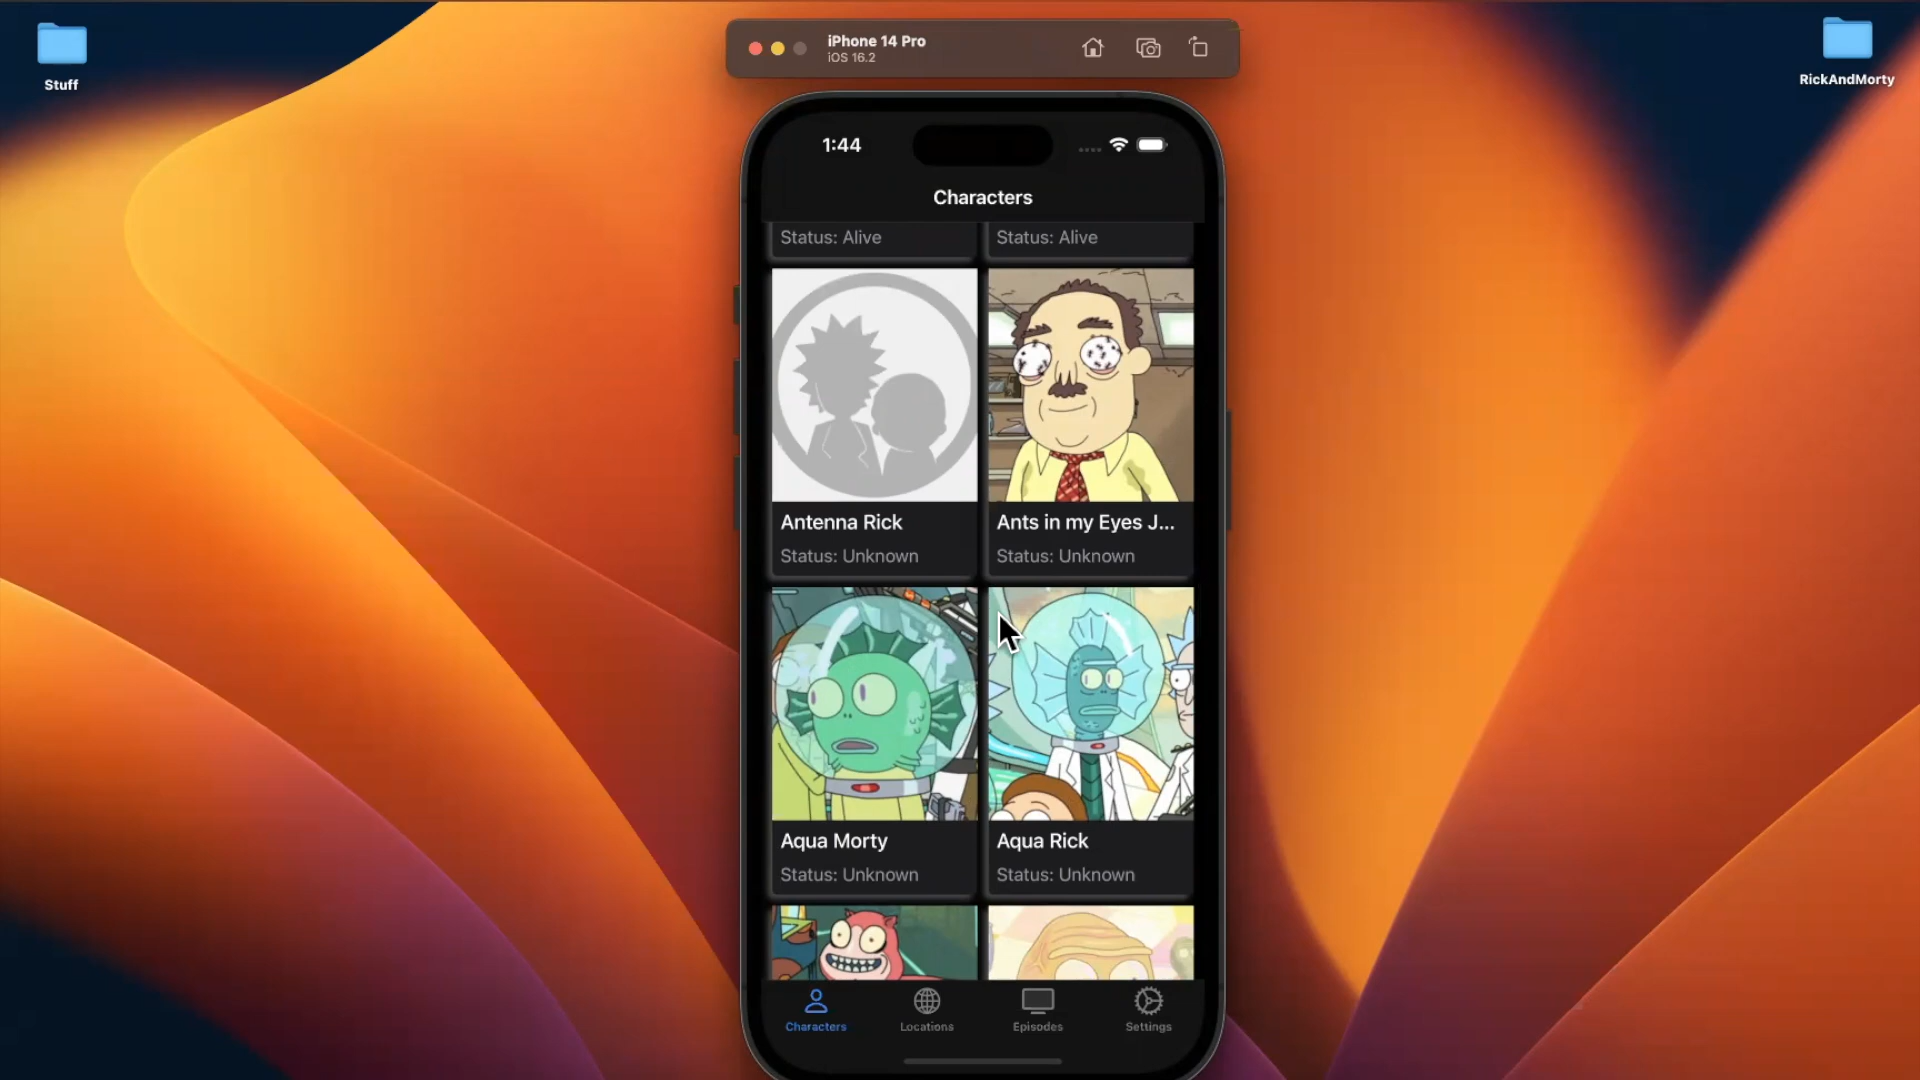 Stuff
iPhone 14 Pro
iOS 16.2
RickAndMorty
1:44
Characters
Status: Alive
Status: Alive
Antenna Rick
Status: Unknown
Ants in my Eyes J...
Status: Unknown
Aqua Morty
Status: Unknown
Aqua Rick
Status: Unknown
Characters
Locations
Episodes
Settings